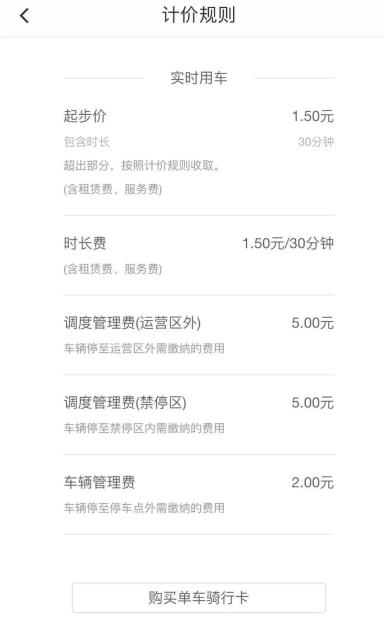 计价规则
实时用车
起步价 1.50元
包含时长 30分钟
超出部分，按照计价规则收取。
(含租赁费、服务费)
时长费 1.50元/30分钟
(含租赁费、服务费)
调度管理费(运营区外) 5.00元
车辆停至运营区外需缴纳的费用
调度管理费(禁停区) 5.00元
车辆停至禁停区内需缴纳的费用
车辆管理费 2.00元
车辆停至停车点外需缴纳的费用
购买单车骑行卡